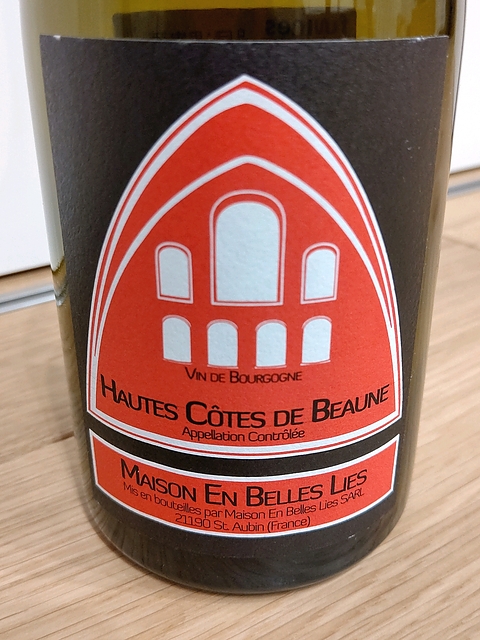 Vin de Bourgogne
Hautes Côtes de Beaune
Appellation Contrôlée
Maison En Belles Lies
Mis en bouteilles par Maison En Belles Lies SARL
21190 St. Aubin (France)